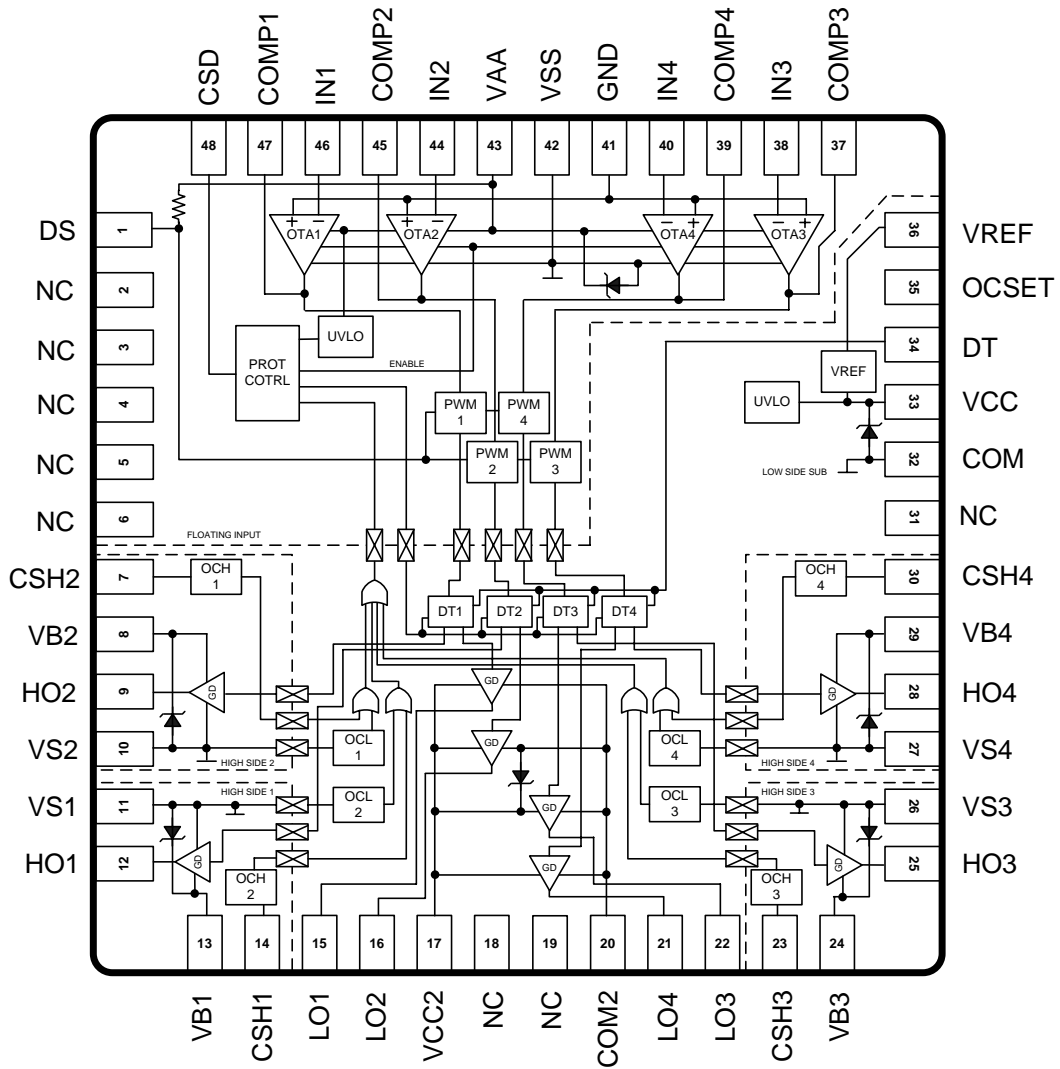 CSD
COMP1
IN1
COMP2
IN2
VAA
VSS
GND
IN4
COMP4
IN3
COMP3
48
47
46
45
44
43
42
41
40
39
38
37
DS
1
+
−
OTA1
+
−
OTA2
−
+
OTA4
−
+
OTA3
36
VREF
NC
2
35
OCSET
NC
3
UVLO
34
DT
PROT
COTRL
ENABLE
VREF
NC
4
PWM
1
PWM
4
UVLO
33
VCC
NC
5
PWM
2
PWM
3
LOW SIDE SUB
32
COM
NC
6
31
NC
FLOATING INPUT
CSH2
7
OCH
1
OCH
4
30
CSH4
DT1
DT2
DT3
DT4
VB2
8
29
VB4
HO2
9
GD
GD
GD
28
HO4
VS2
10
HIGH SIDE 2
OCL
1
GD
OCL
4
HIGH SIDE 4
27
VS4
VS1
11
HIGH SIDE 1
OCL
2
GD
OCL
3
HIGH SIDE 3
26
VS3
HO1
12
GD
OCH
2
GD
OCH
3
GD
25
HO3
13
14
15
16
17
18
19
20
21
22
23
24
VB1
CSH1
LO1
LO2
VCC2
NC
NC
COM2
LO4
LO3
CSH3
VB3